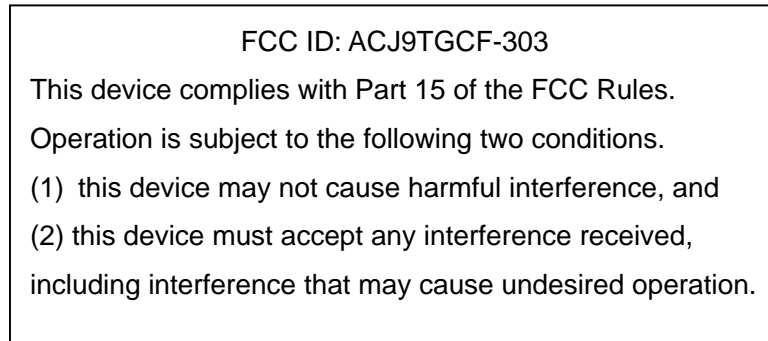 FCC ID: ACJ9TGCF-303
This device complies with Part 15 of the FCC Rules.
Operation is subject to the following two conditions.
(1) this device may not cause harmful interference, and
(2) this device must accept any interference received,
including interference that may cause undesired operation.